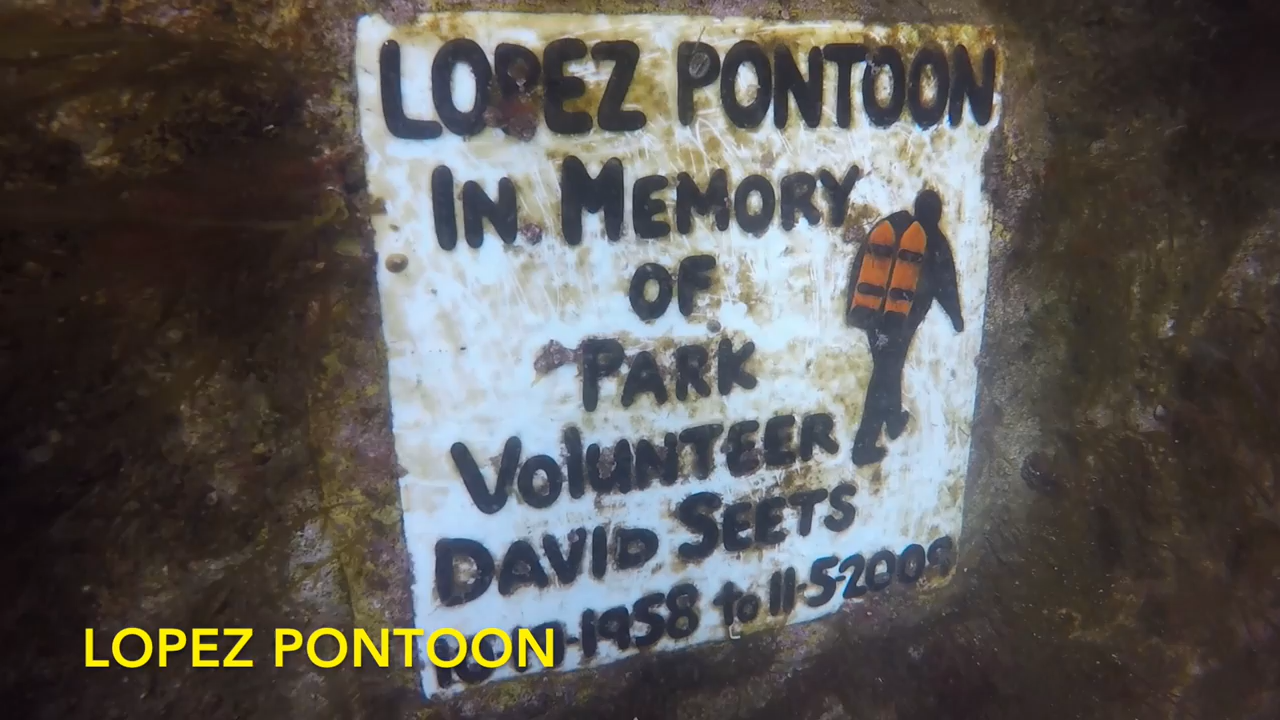 LOPEZ PONTOON
IN MEMORY
OF
PARK
VOLUNTEER
DAVID SEETS
-1958 to 11-5-2009
LOPEZ PONTOON